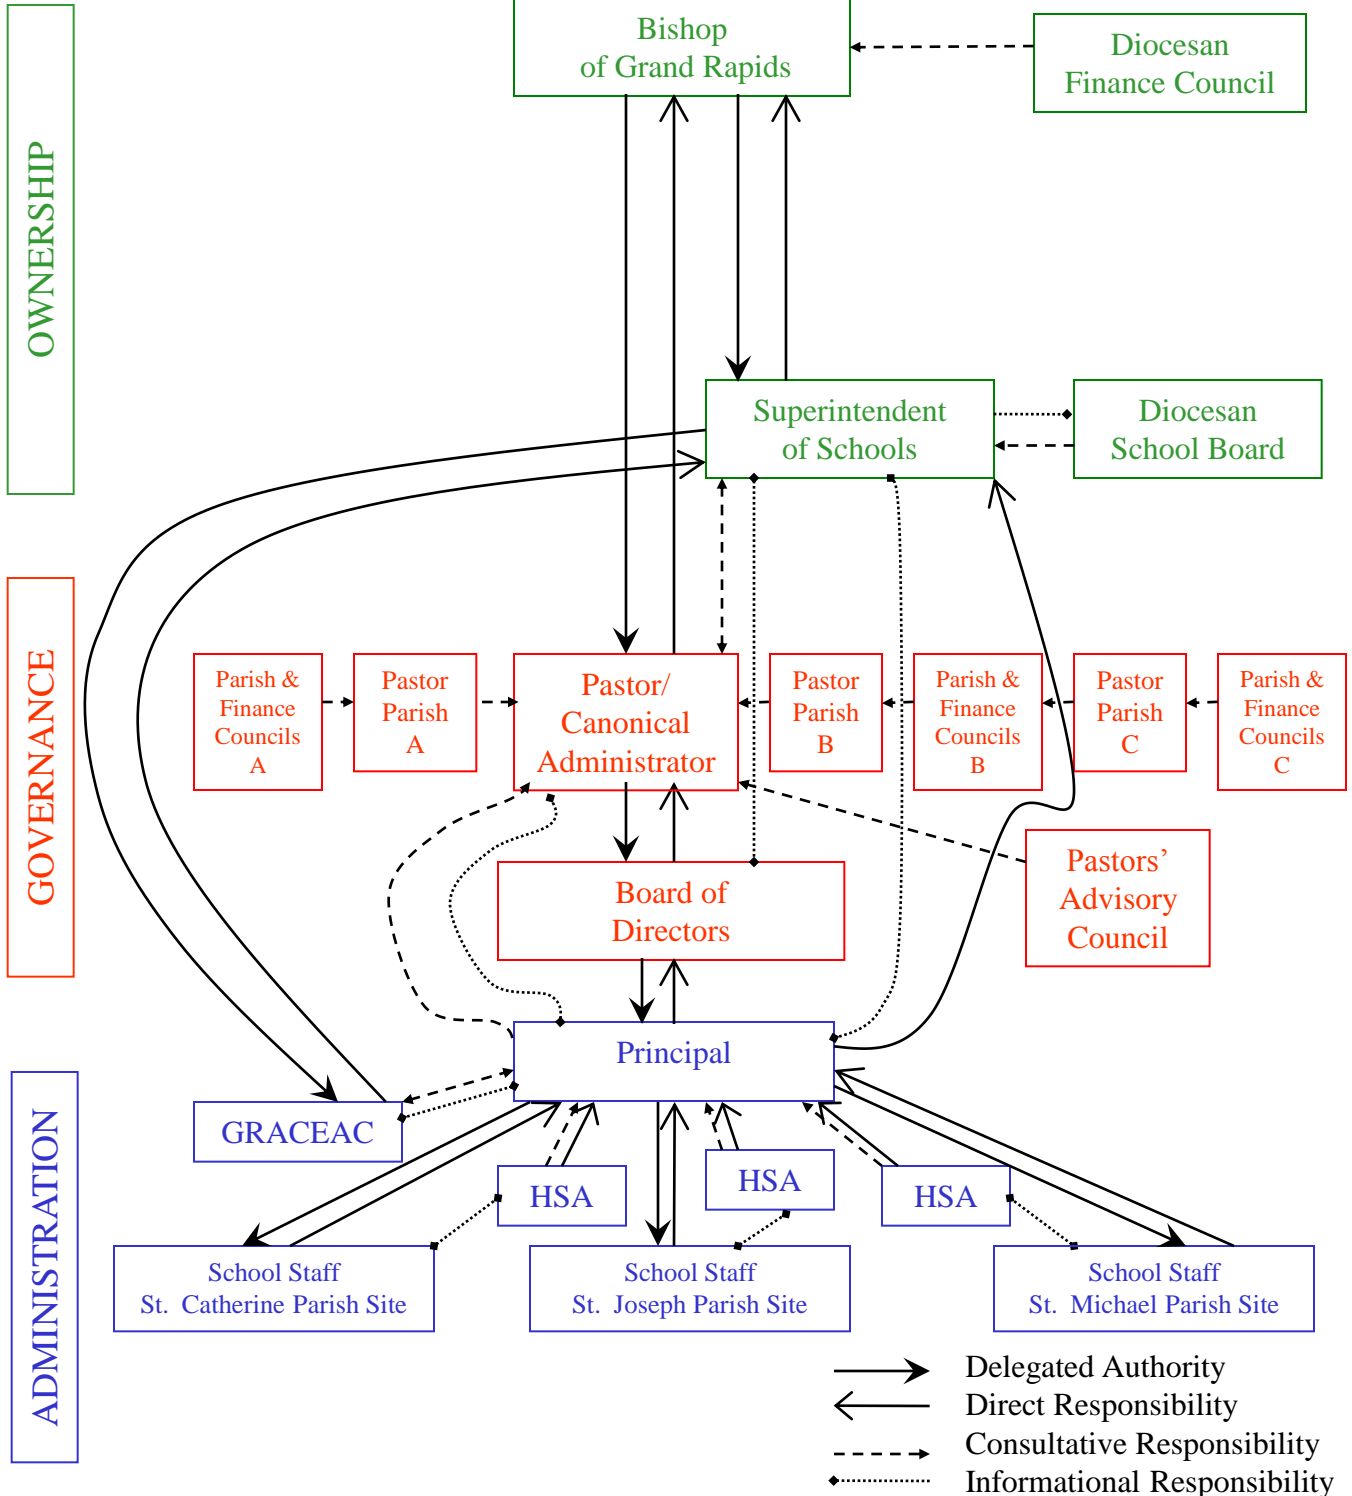 OWNERSHIP
Bishop
of Grand Rapids
Diocesan
Finance Council
Superintendent
of Schools
Diocesan
School Board
GOVERNANCE
Parish &
Finance
Councils
A
Pastor
Parish
A
Pastor/
Canonical
Administrator
Pastor
Parish
B
Parish &
Finance
Councils
B
Pastor
Parish
C
Parish &
Finance
Councils
C
Pastors’
Advisory
Council
Board of
Directors
ADMINISTRATION
Principal
GRACEAC
HSA
HSA
HSA
School Staff
St. Catherine Parish Site
School Staff
St. Joseph Parish Site
School Staff
St. Michael Parish Site
Delegated Authority
Direct Responsibility
Consultative Responsibility
Informational Responsibility